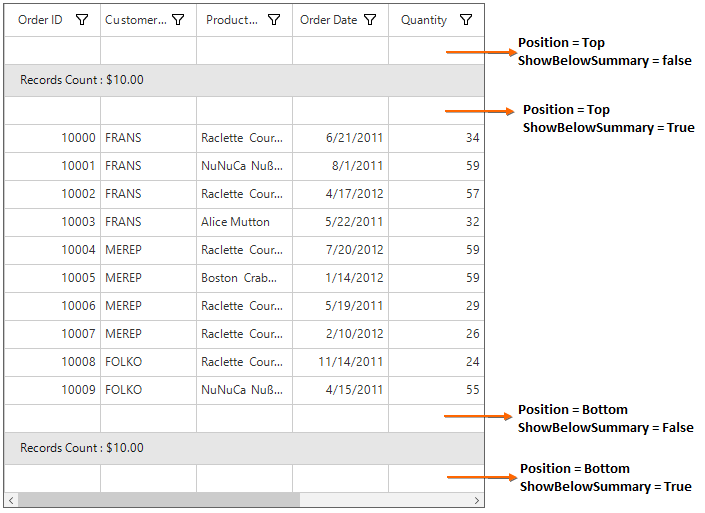 Order ID Customer... Product... Order Date Quantity
Position = Top
ShowBelowSummary = false
Records Count : $10.00
Position = Top
ShowBelowSummary = True
10000 FRANS Raclette Cour... 6/21/2011 34
10001 FRANS NuNuCa Nuß... 8/1/2011 59
10002 FRANS Raclette Cour... 4/17/2012 57
10003 FRANS Alice Mutton 5/22/2011 32
10004 MEREP Raclette Cour... 7/20/2012 59
10005 MEREP Boston Crab... 1/14/2012 59
10006 MEREP Raclette Cour... 5/19/2011 29
10007 MEREP Raclette Cour... 2/10/2012 26
10008 FOLKO Raclette Cour... 11/14/2011 24
10009 FOLKO NuNuCa Nuß... 4/15/2011 55
Position = Bottom
ShowBelowSummary = False
Records Count : $10.00
Position = Bottom
ShowBelowSummary = True